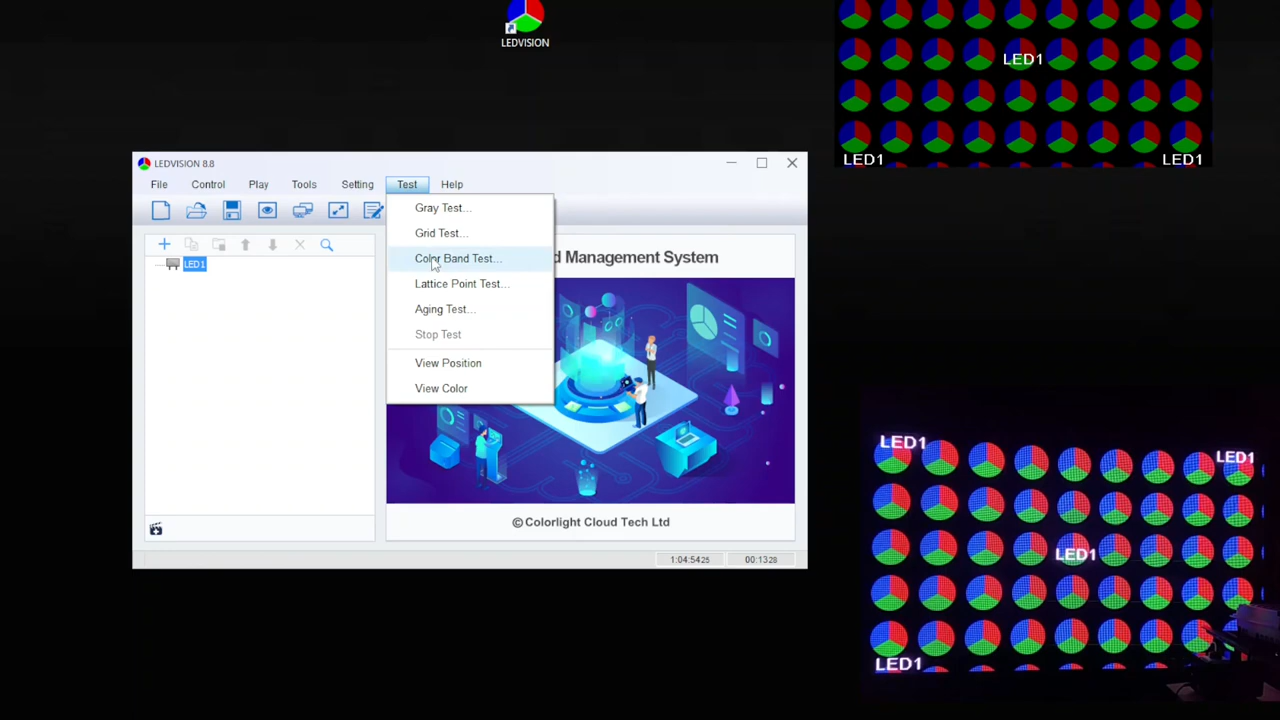 LEDVISION
LED1
LED1
LED1
LEDVISION 8.8
File Control Play Tools Setting Test Help
Gray Test...
Grid Test...
Color Band Test...
Lattice Point Test...
Aging Test...
Stop Test
View Position
View Color
LED1
d Management System
© Colorlight Cloud Tech Ltd
1:04:54 25
00:13 28
LED1
LED1
LED1
LED1